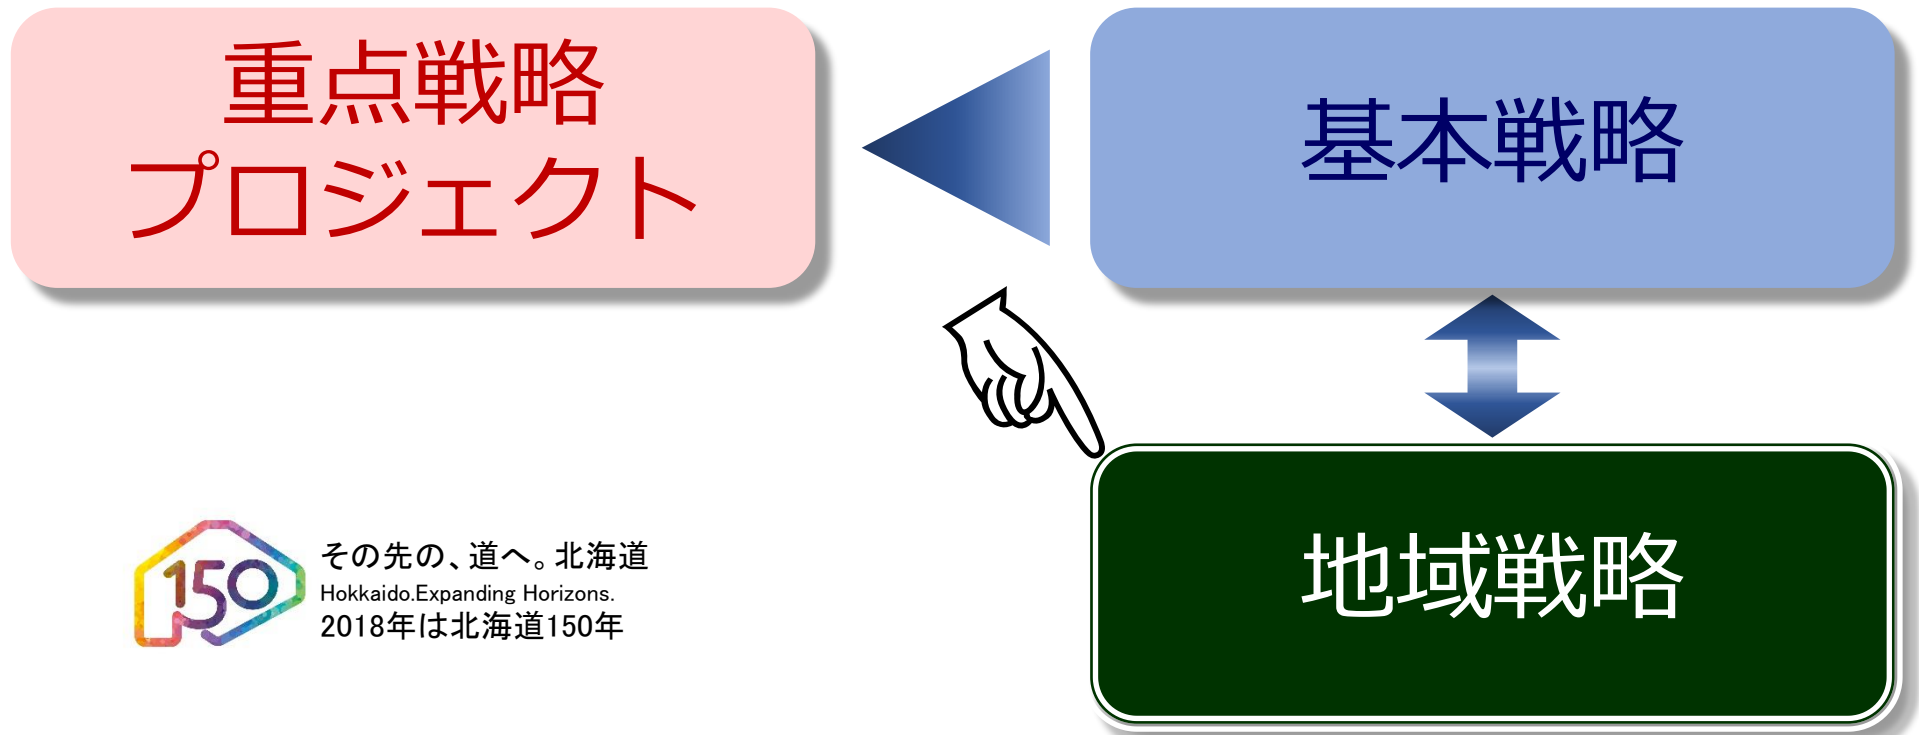 重点戦略
プロジェクト
基本戦略
地域戦略
150
その先の、道へ。北海道
Hokkaido.Expanding Horizons.
2018年は北海道150年